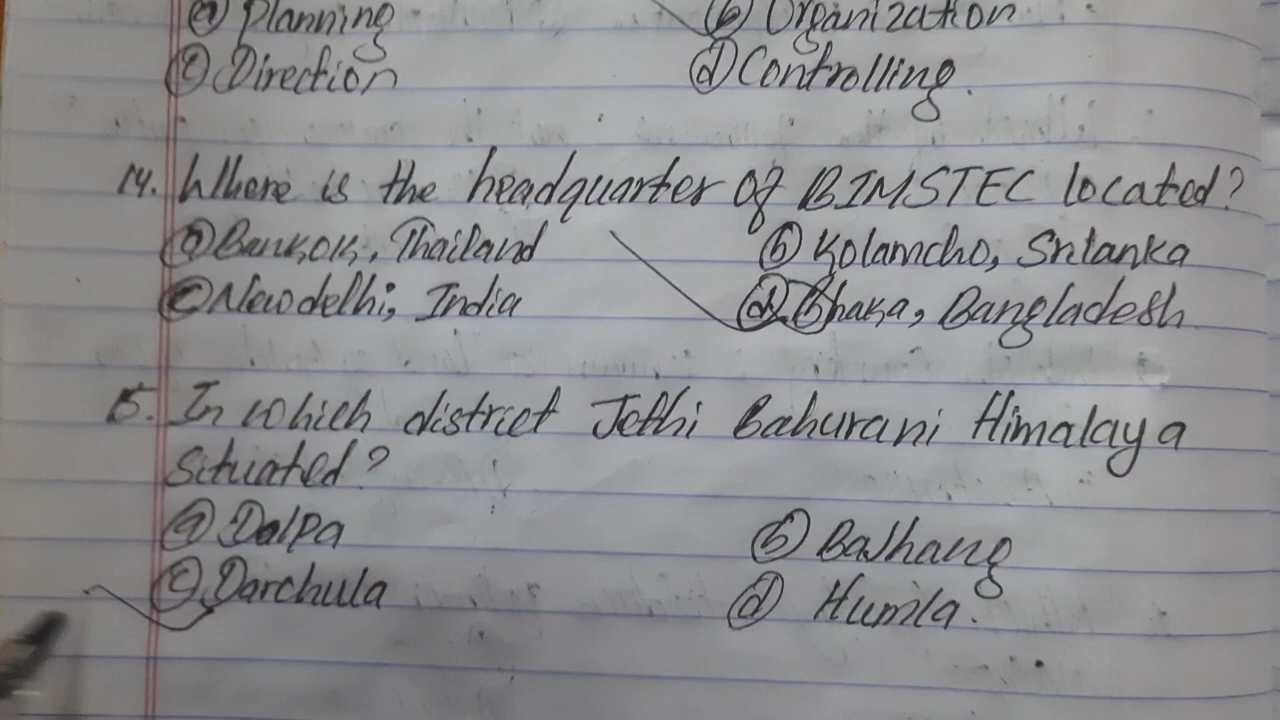 (a) Planning (b) Organization
(c) Direction (d) Controlling.
14. Where is the headquarter of BIMSTEC located?
(a) Bankok, Thailand (b) Kolamcho, Srilanka
(c) Newdelhi, India (d) Dhaka, Bangladesh
15. In which district Jethi Bahurani Himalaya
situated?
(a) Dolpa (b) Bajhang
(c) Darchula (d) Humla.